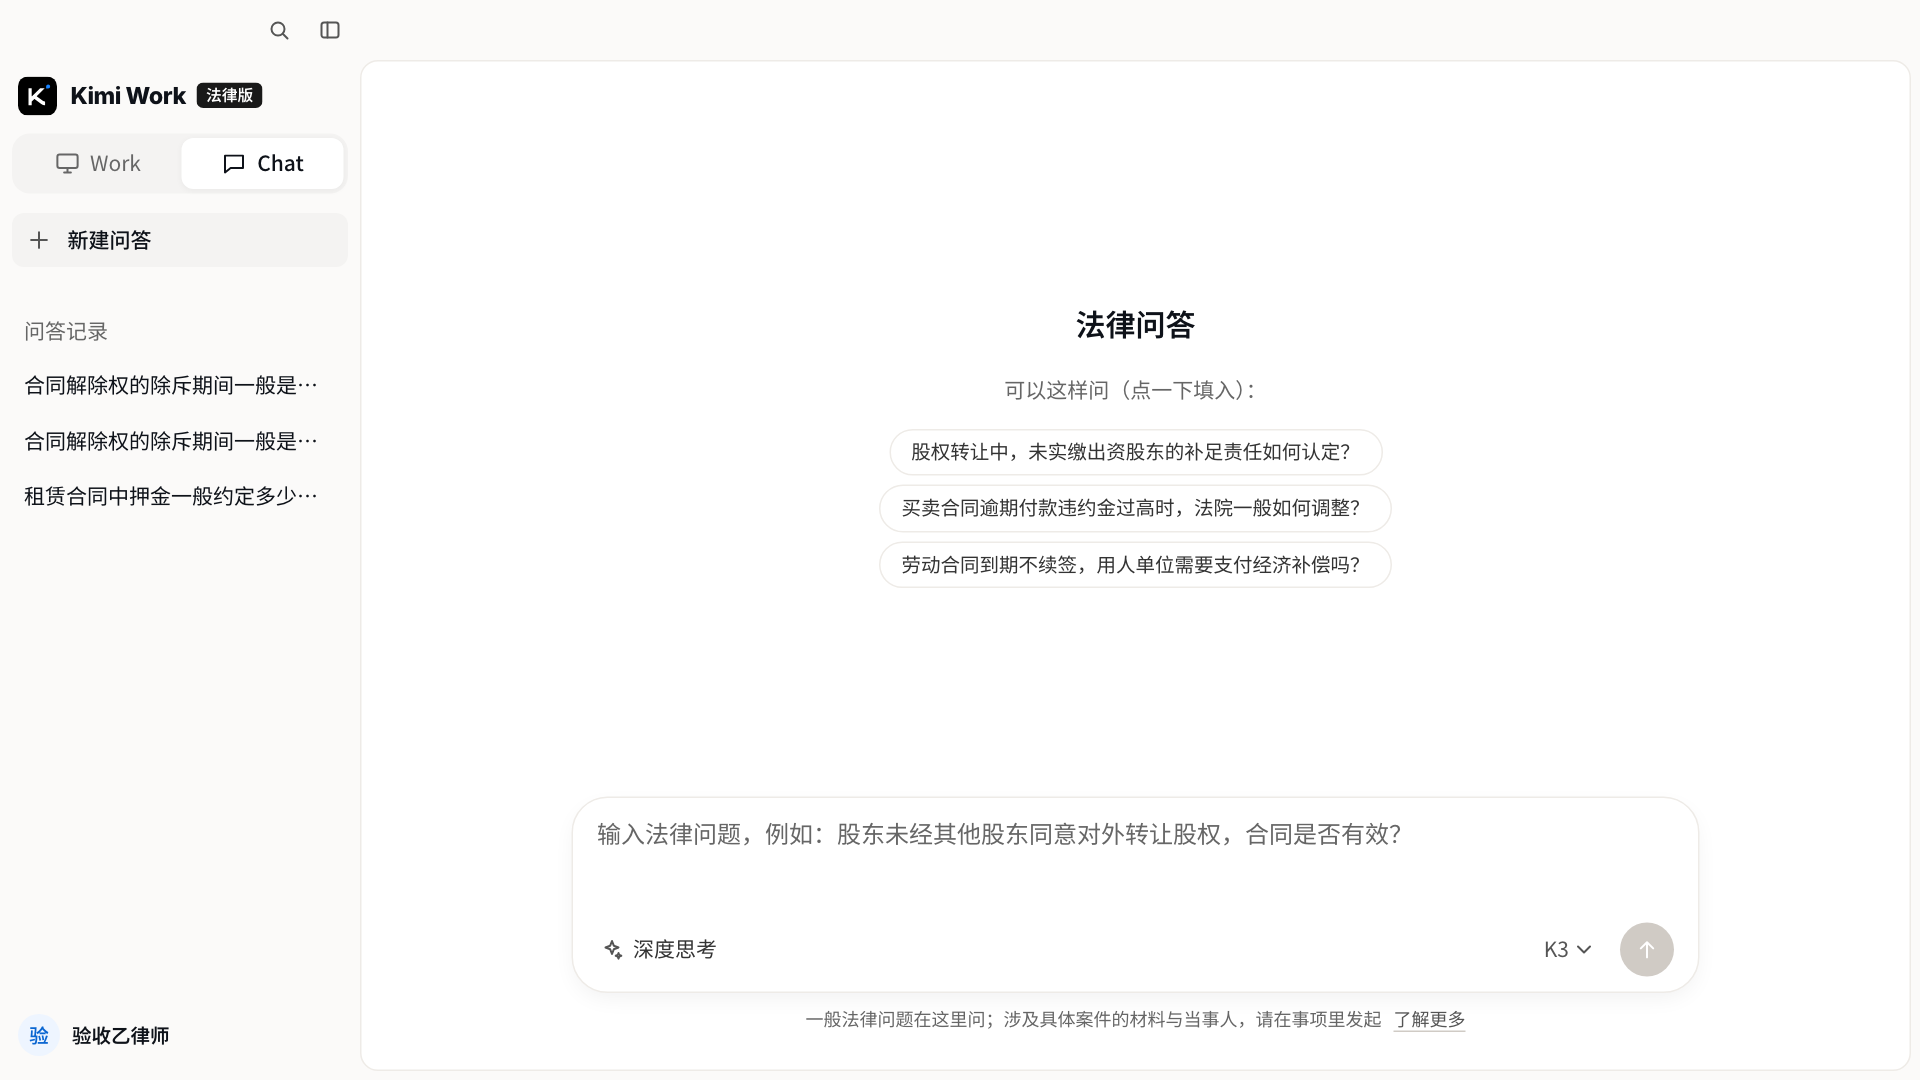 Kimi Work 法律版
Work
Chat
新建问答
问答记录
合同解除权的除斥期间一般是…
合同解除权的除斥期间一般是…
租赁合同中押金一般约定多少…
验 验收乙律师
法律问答
可以这样问（点一下填入）：
股权转让中，未实缴出资股东的补足责任如何认定？
买卖合同逾期付款违约金过高时，法院一般如何调整？
劳动合同到期不续签，用人单位需要支付经济补偿吗？
输入法律问题，例如：股东未经其他股东同意对外转让股权，合同是否有效？
深度思考
K3
一般法律问题在这里问；涉及具体案件的材料与当事人，请在事项里发起 了解更多